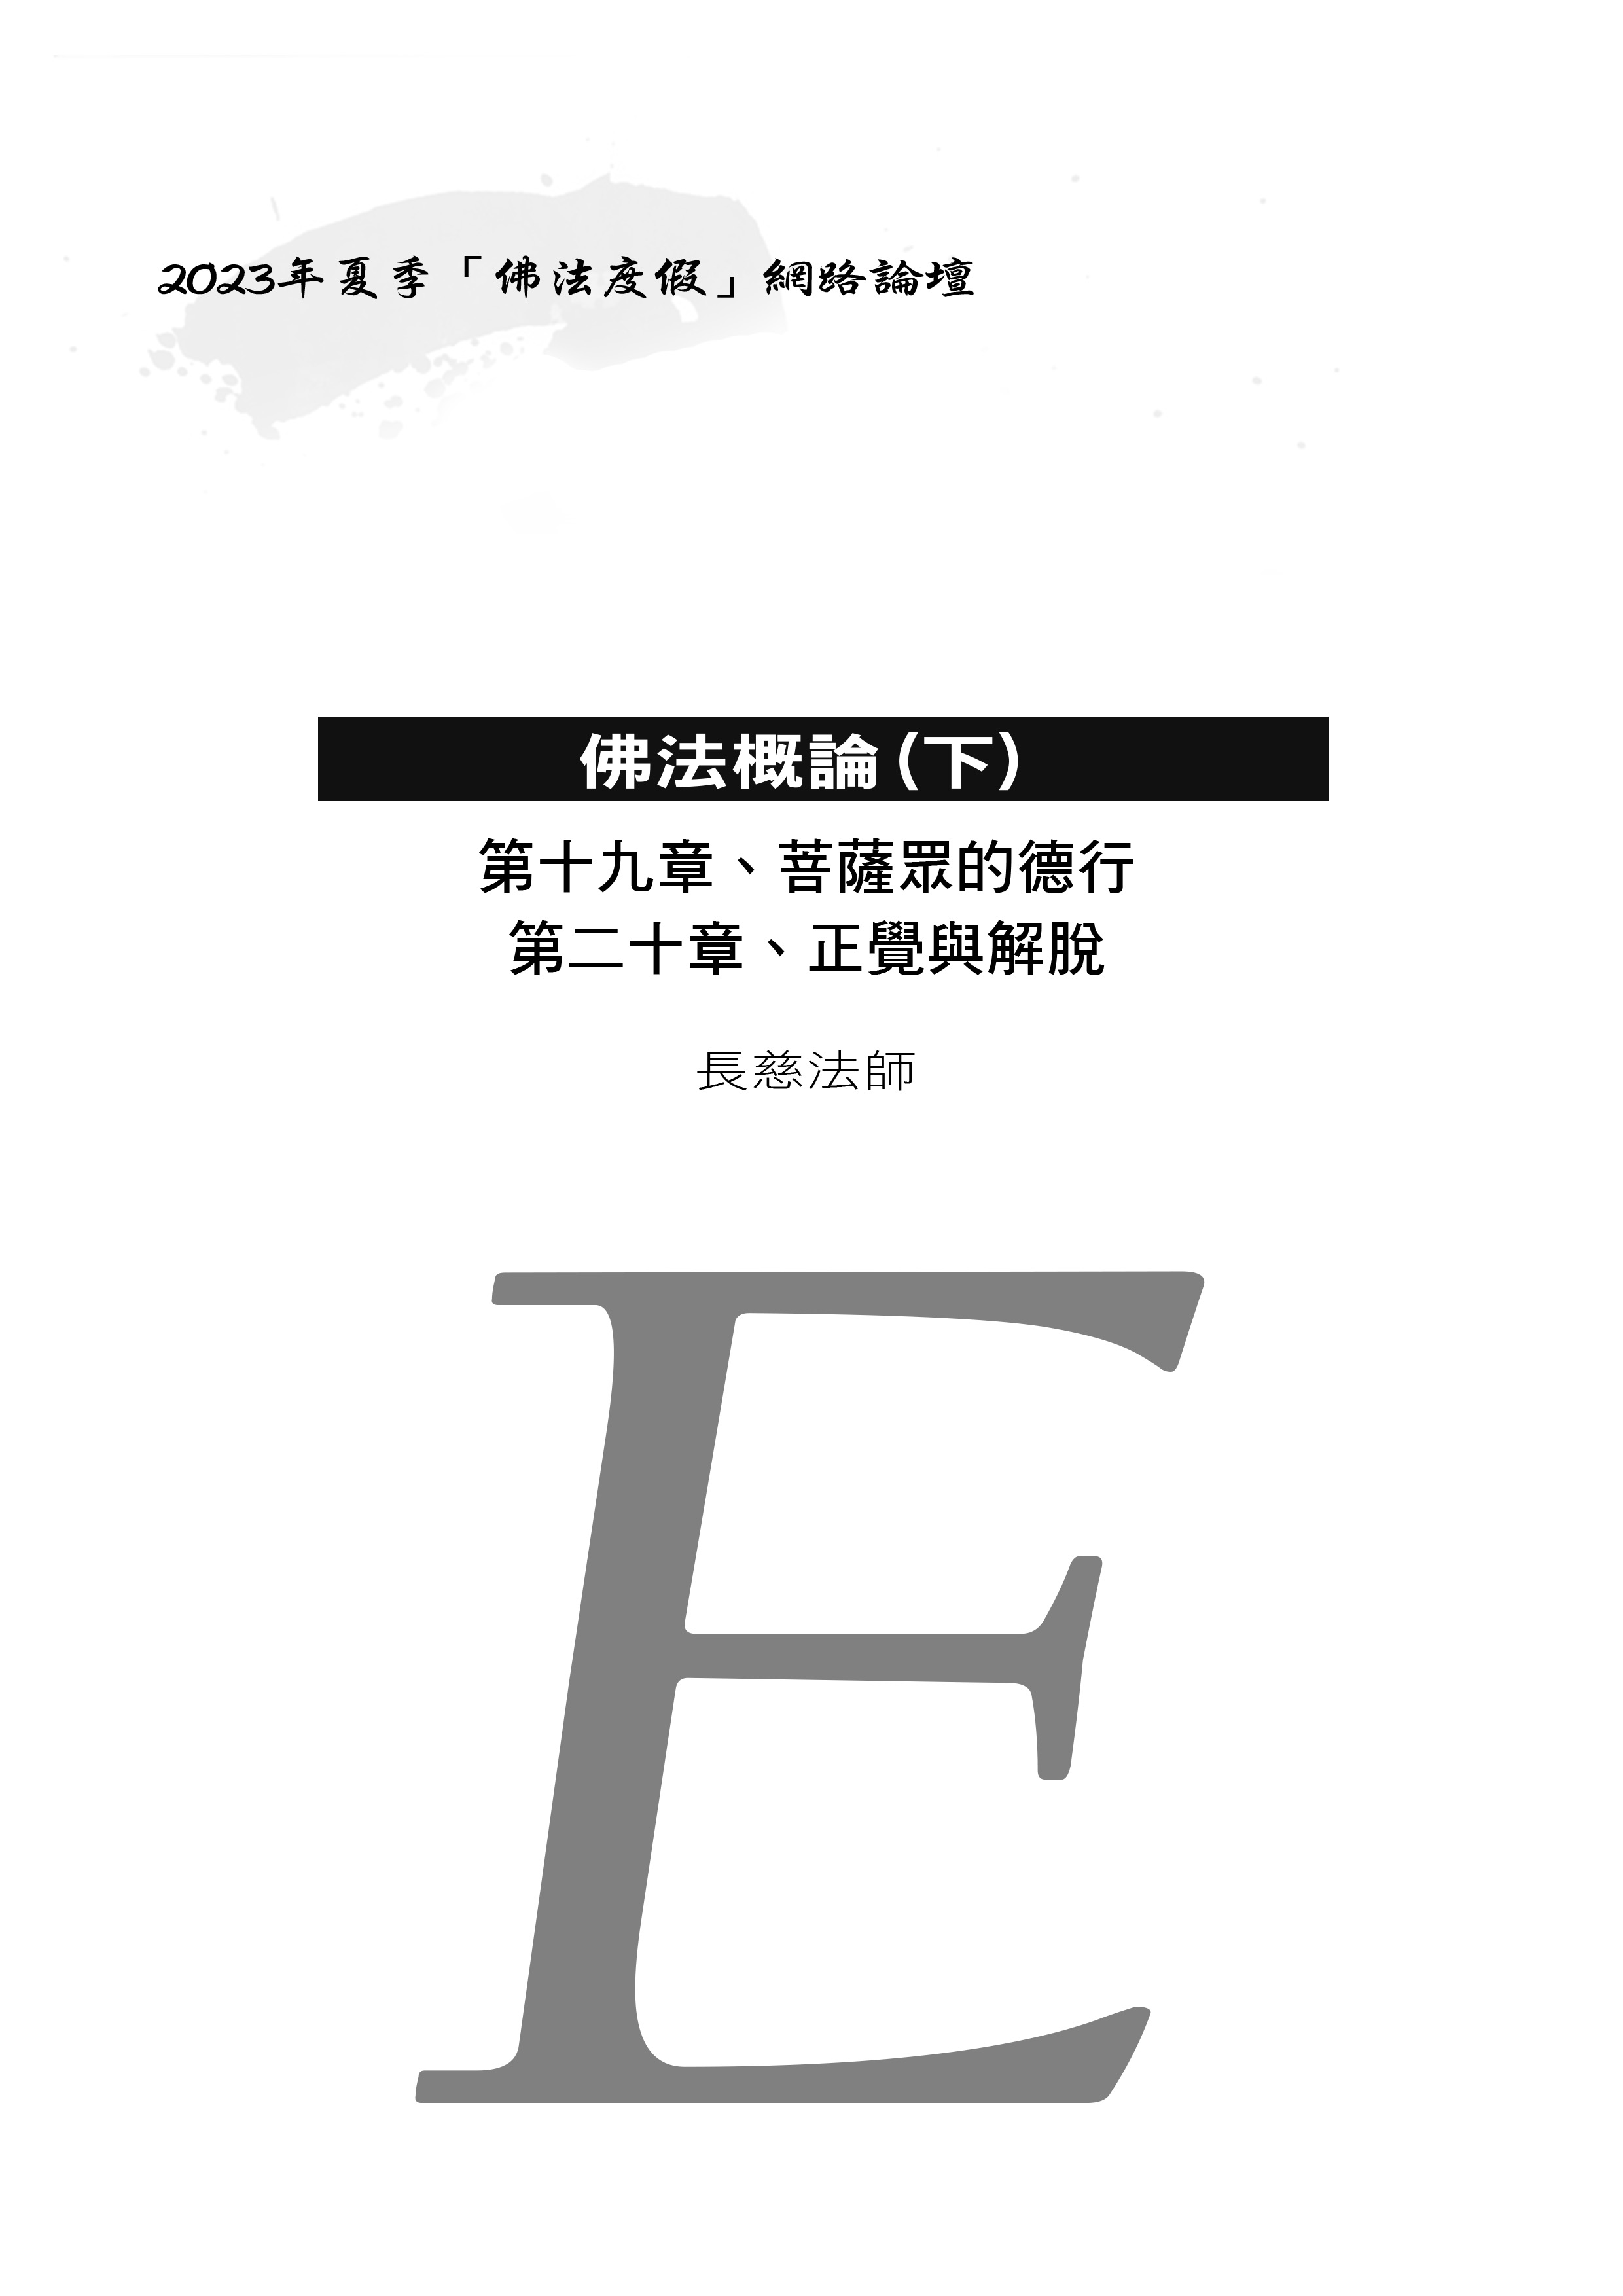 2023年夏季「佛法度假」網路論壇
佛法概論(下)
第十九章、菩薩眾的德行
第二十章、正覺與解脫
長慈法師
E